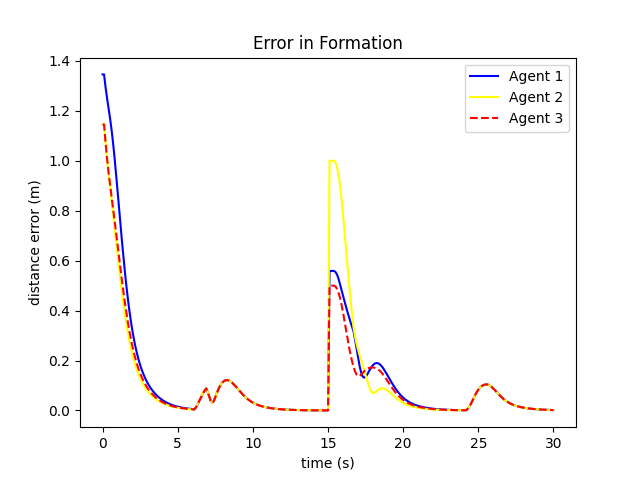 Error in Formation
Agent 1
Agent 2
Agent 3
distance error (m)
1.4
1.2
1.0
0.8
0.6
0.4
0.2
0.0
0 5 10 15 20 25 30
time (s)